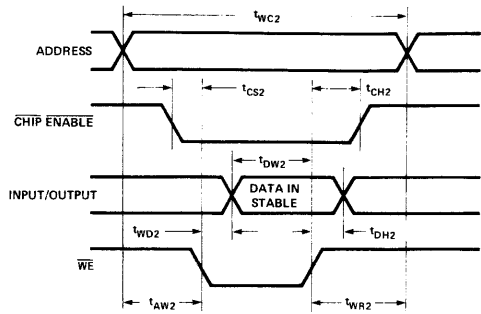 tWC2
ADDRESS
tCS2
tCH2
CHIP ENABLE
tDW2
INPUT/OUTPUT
DATA IN
STABLE
tWD2
tDH2
WE
tAW2
tWR2